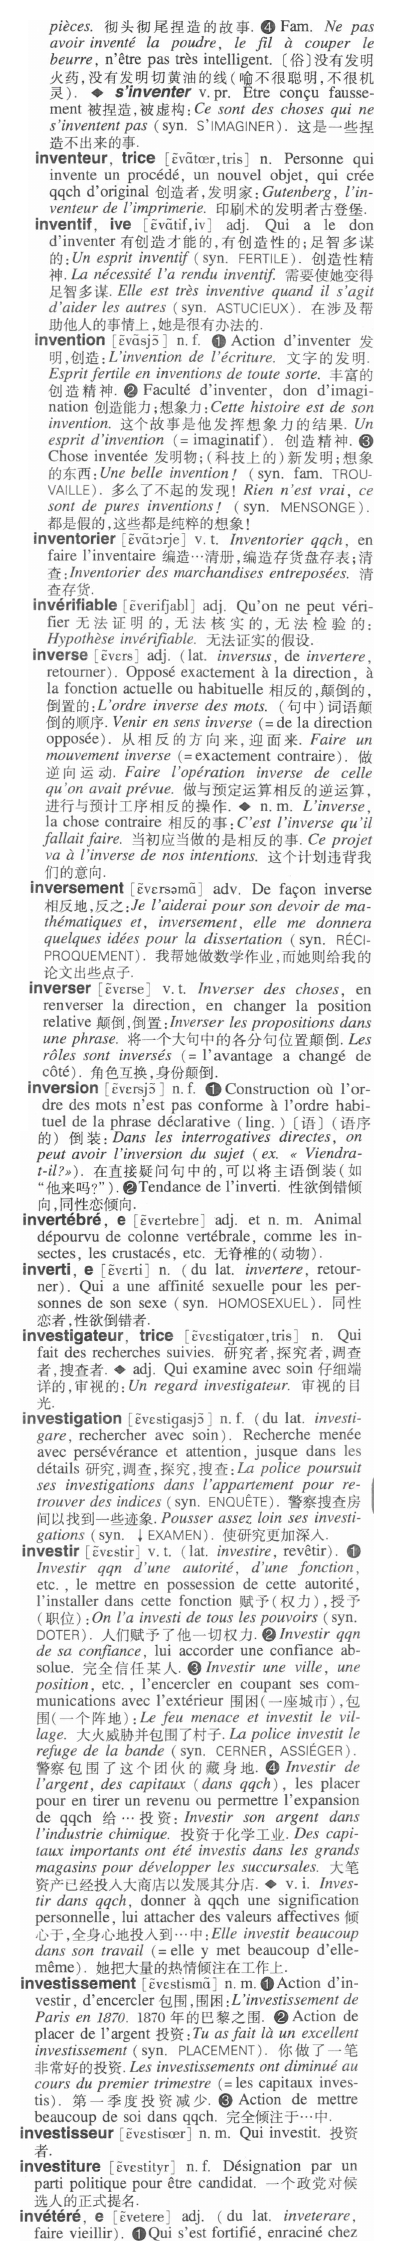 pièces. 彻头彻尾捏造的故事. ❹ Fam. Ne pas
avoir inventé la poudre, le fil à couper le
beurre, n'être pas très intelligent. 〔俗〕没有发明
火药,没有发明切黄油的线(喻不很聪明,不很机
灵). ◆ s'inventer v. pr. Être conçu fausse-
ment 被捏造,被虚构: Ce sont des choses qui ne
s'inventent pas (syn. S'IMAGINER). 这是一些捏
造不出来的事.
inventeur, trice [ɛ̃vɑ̃tœr,tris] n. Personne qui
invente un procédé, un nouvel objet, qui crée
qqch d'original 创造者,发明家: Gutenberg, l'in-
venteur de l'imprimerie. 印刷术的发明者古登堡.
inventif, ive [ɛ̃vɑ̃tif,iv] adj. Qui a le don
d'inventer 有创造才能的,有创造性的;足智多谋
的: Un esprit inventif (syn. FERTILE). 创造性精
神. La nécessité l'a rendu inventif. 需要使她变得
足智多谋. Elle est très inventive quand il s'agit
d'aider les autres (syn. ASTUCIEUX). 在涉及帮
助他人的事情上,她是很有办法的.
invention [ɛ̃vɑ̃sjɔ̃] n. f. ❶ Action d'inventer 发
明,创造: L'invention de l'écriture. 文字的发明.
Esprit fertile en inventions de toute sorte. 丰富的
创造精神. ❷ Faculté d'inventer, don d'imagi-
nation 创造能力;想象力: Cette histoire est de son
invention. 这个故事是他发挥想象力的结果. Un
esprit d'invention (= imaginatif). 创造精神. ❸
Chose inventée 发明物;(科技上的)新发明;想象
的东西: Une belle invention! (syn. fam. TROU-
VAILLE). 多么了不起的发现! Rien n'est vrai, ce
sont de pures inventions! (syn. MENSONGE).
都是假的,这些都是纯粹的想象!
inventorier [ɛ̃vɑ̃tɔrje] v. t. Inventorier qqch, en
faire l'inventaire 编造…清册,编造存货盘存表;清
查: Inventorier des marchandises entreposées. 清
查存货.
invérifiable [ɛ̃verifjabl] adj. Qu'on ne peut véri-
fier 无法证明的,无法核实的,无法检验的:
Hypothèse invérifiable. 无法证实的假设.
inverse [ɛ̃vɛrs] adj. (lat. inversus, de invertere,
retourner). Opposé exactement à la direction, à
la fonction actuelle ou habituelle 相反的,颠倒的,
倒置的: L'ordre inverse des mots. (句中)词语颠
倒的顺序. Venir en sens inverse (= de la direction
opposée). 从相反的方向来,迎面来. Faire un
mouvement inverse (= exactement contraire). 做
逆向运动. Faire l'opération inverse de celle
qu'on avait prévue. 做与预定运算相反的逆运算,
进行与预计工序相反的操作. ◆ n. m. L'inverse,
la chose contraire 相反的事: C'est l'inverse qu'il
fallait faire. 当初应当做的是相反的事. Ce projet
va à l'inverse de nos intentions. 这个计划违背我
们的意向.
inversement [ɛ̃vɛrsəmɑ̃] adv. De façon inverse
相反地,反之: Je l'aiderai pour son devoir de ma-
thématiques et, inversement, elle me donnera
quelques idées pour la dissertation (syn. RÉCI-
PROQUEMENT). 我帮她做数学作业,而她则给我的
论文出些点子.
inverser [ɛ̃vɛrse] v. t. Inverser des choses, en
renverser la direction, en changer la position
relative 颠倒,倒置: Inverser les propositions dans
une phrase. 将一个大句中的各分句位置颠倒. Les
rôles sont inversés (= l'avantage a changé de
côté). 角色互换,身份颠倒.
inversion [ɛ̃vɛrsjɔ̃] n. f. ❶ Construction où l'or-
dre des mots n'est pas conforme à l'ordre habi-
tuel de la phrase déclarative (ling.)〔语〕(语序
的) 倒装: Dans les interrogatives directes, on
peut avoir l'inversion du sujet (ex. « Viendra-
t-il?»). 在直接疑问句中的,可以将主语倒装(如
“他来吗?”). ❷ Tendance de l'inverti. 性欲倒错倾
向,同性恋倾向.
invertébré, e [ɛ̃vɛrtebre] adj. et n. m. Animal
dépourvu de colonne vertébrale, comme les in-
sectes, les crustacés, etc. 无脊椎的(动物).
inverti, e [ɛ̃vɛrti] n. (du lat. invertere, retour-
ner). Qui a une affinité sexuelle pour les per-
sonnes de son sexe (syn. HOMOSEXUEL). 同性
恋者,性欲倒错者.
investigateur, trice [ɛ̃vɛstigatœr,tris] n. Qui
fait des recherches suivies. 研究者,探究者,调查
者,搜查者. ◆ adj. Qui examine avec soin 仔细端
详的,审视的: Un regard investigateur. 审视的目
光.
investigation [ɛ̃vɛstigasjɔ̃] n. f. (du lat. investi-
gare, rechercher avec soin). Recherche menée
avec persévérance et attention, jusque dans les
détails 研究,调查,探究,搜查: La police poursuit
ses investigations dans l'appartement pour re-
trouver des indices (syn. ENQUÊTE). 警察搜查房
间以找到一些迹象. Pousser assez loin ses investi-
gations (syn. ↓ EXAMEN). 使研究更加深入.
investir [ɛ̃vɛstir] v. t. (lat. investire, revêtir). ❶
Investir qqn d'une autorité, d'une fonction,
etc., le mettre en possession de cette autorité,
l'installer dans cette fonction 赋予(权力),授予
(职位): On l'a investi de tous les pouvoirs (syn.
DOTER). 人们赋予了他一切权力. ❷ Investir qqn
de sa confiance, lui accorder une confiance ab-
solue. 完全信任某人. ❸ Investir une ville, une
position, etc., l'encercler en coupant ses com-
munications avec l'extérieur 围困(一座城市),包
围(一个阵地): Le feu menace et investit le vil-
lage. 大火威胁并包围了村子. La police investit le
refuge de la bande (syn. CERNER, ASSIÉGER).
警察包围了这个团伙的藏身地. ❹ Investir de
l'argent, des capitaux (dans qqch), les placer
pour en tirer un revenu ou permettre l'expansion
de qqch 给…投资: Investir son argent dans
l'industrie chimique. 投资于化学工业. Des capi-
taux importants ont été investis dans les grands
magasins pour développer les succursales. 大笔
资产已经投入大商店以发展其分店. ◆ v. i. Inves-
tir dans qqch, donner à qqch une signification
personnelle, lui attacher des valeurs affectives 倾
心于,全身心地投入到…中: Elle investit beaucoup
dans son travail (= elle y met beaucoup d'elle-
même). 她把大量的热情倾注在工作上.
investissement [ɛ̃vɛstismɑ̃] n. m. ❶ Action d'in-
vestir, d'encercler 包围,围困: L'investissement de
Paris en 1870. 1870 年的巴黎之围. ❷ Action de
placer de l'argent 投资: Tu as fait là un excellent
investissement (syn. PLACEMENT). 你做了一笔
非常好的投资. Les investissements ont diminué au
cours du premier trimestre (= les capitaux inves-
tis). 第一季度投资减少. ❸ Action de mettre
beaucoup de soi dans qqch. 完全倾注于…中.
investisseur [ɛ̃vɛstisœr] n. m. Qui investit. 投资
者.
investiture [ɛ̃vɛstityr] n. f. Désignation par un
parti politique pour être candidat. 一个政党对候
选人的正式提名.
invétéré, e [ɛ̃vetere] adj. (du lat. inveterare,
faire vieillir). ❶ Qui s'est fortifié, enraciné chez